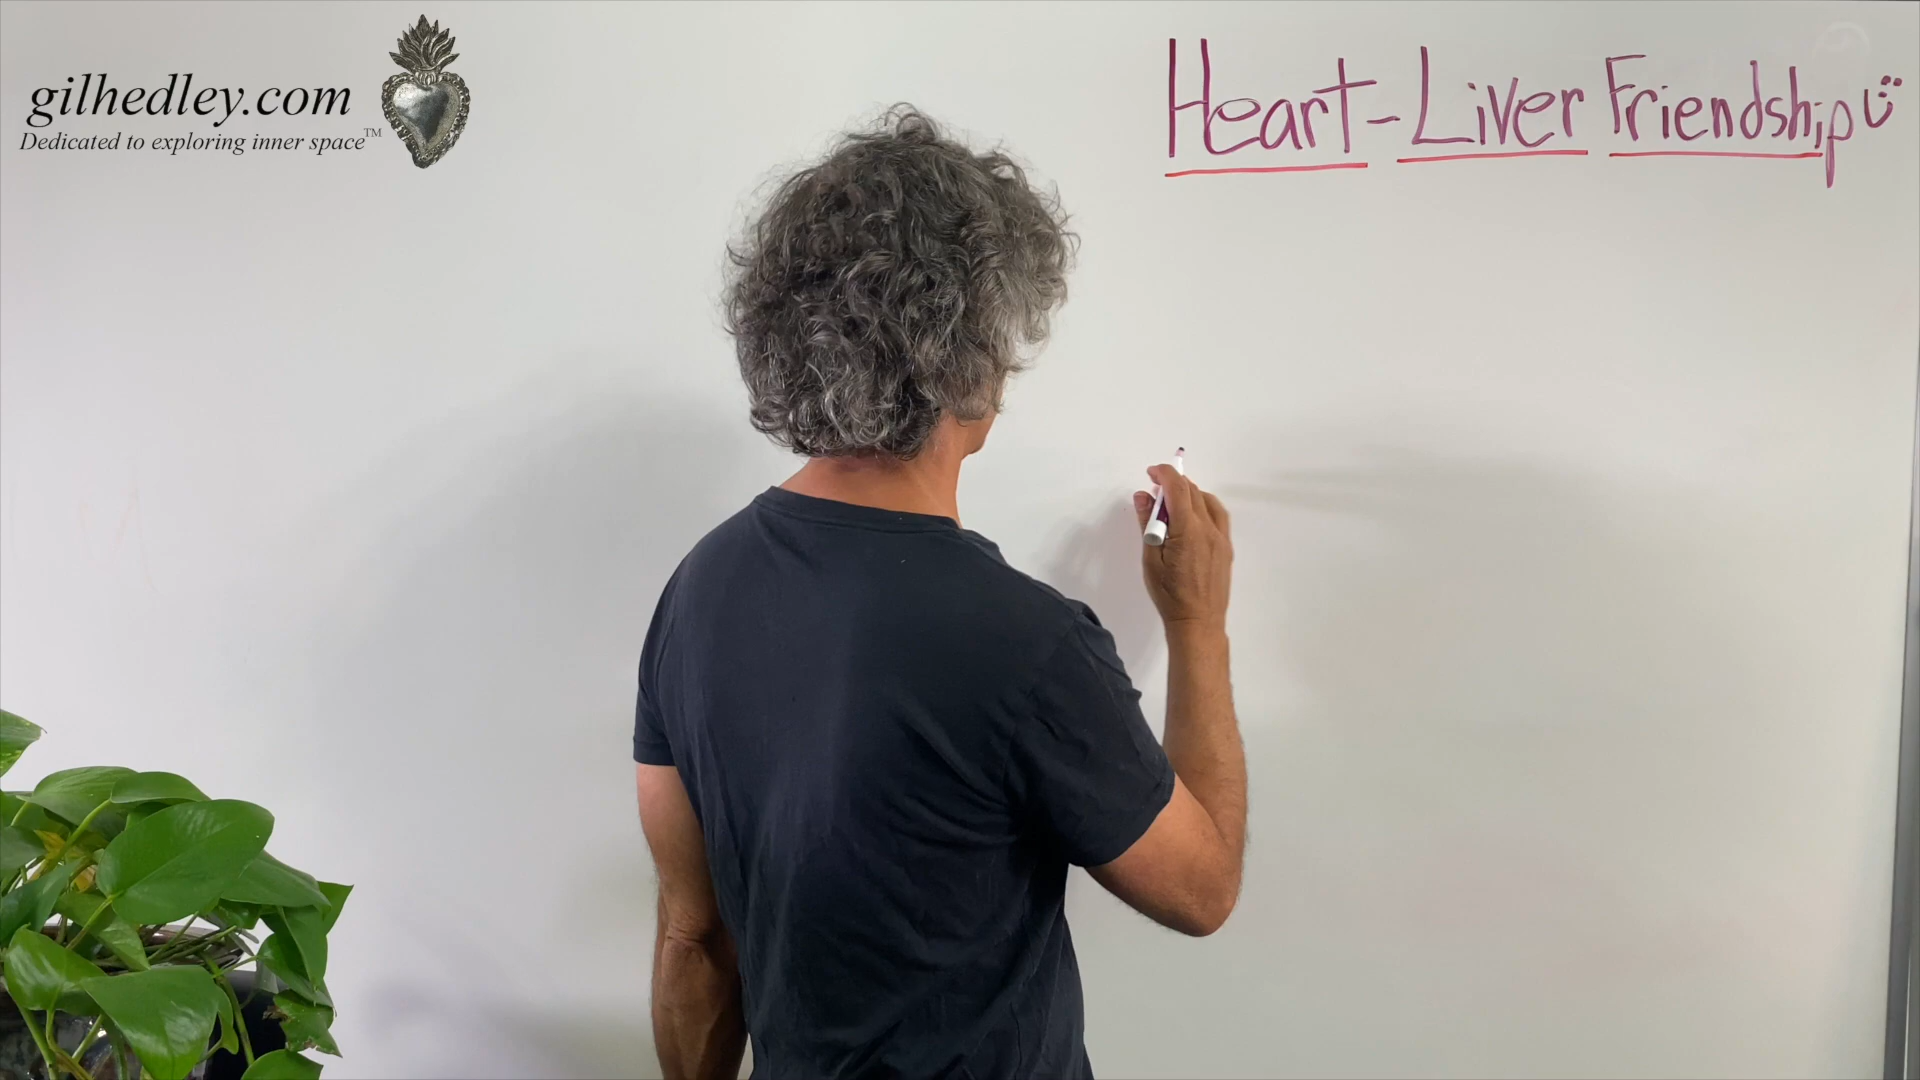 gilhedley.com
Dedicated to exploring inner space™
Heart-Liver Friendship